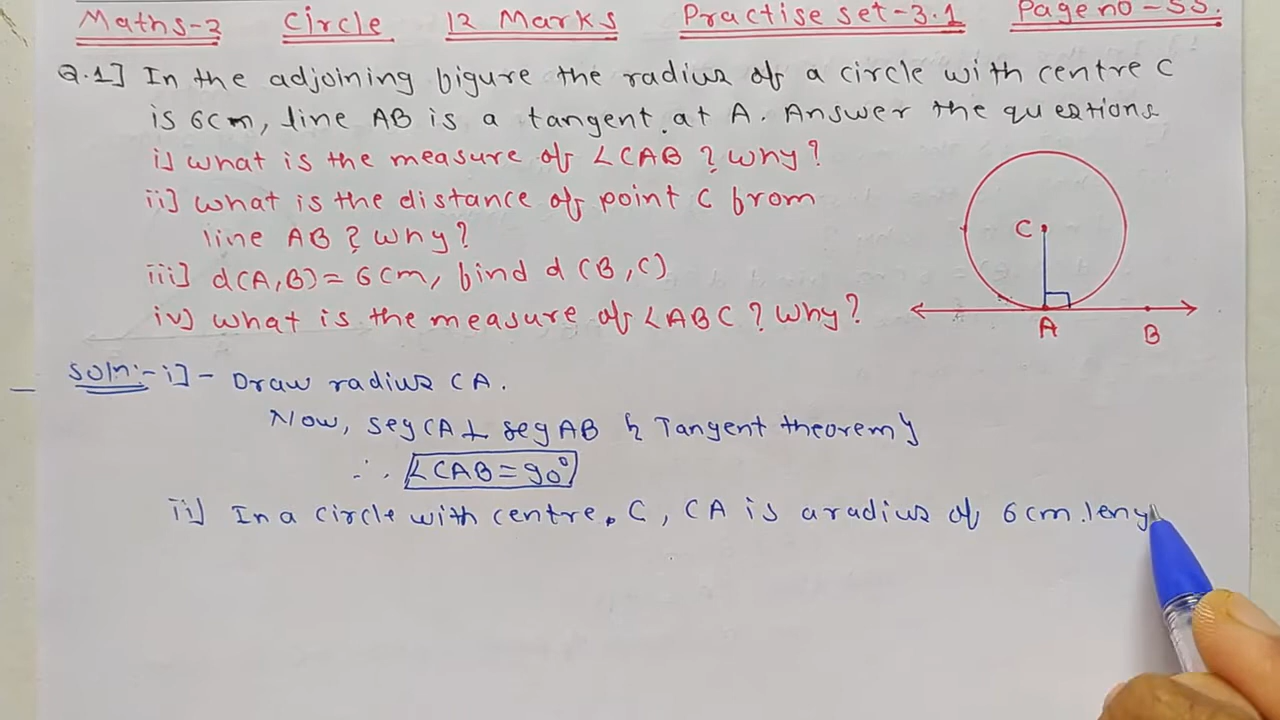 Maths-2 Circle 12 Marks Practise set-3.1 Page no-55.
Q.1] In the adjoining figure the radius of a circle with centre C
is 6cm, line AB is a tangent at A. Answer the questions
i] what is the measure of ∠CAB ? why?
ii] what is the distance of point C from
line AB ? why?
iii] d(A,B)= 6cm, find d(B,C)
iv] what is the measure of ∠ABC ? why?
C
A
B
Soln:- i] - Draw radius CA.
Now, seg CA ⊥ seg AB { Tangent theorem }
∴ ∠CAB = 90°
ii] In a circle with centre C, CA is a radius of 6cm. leng